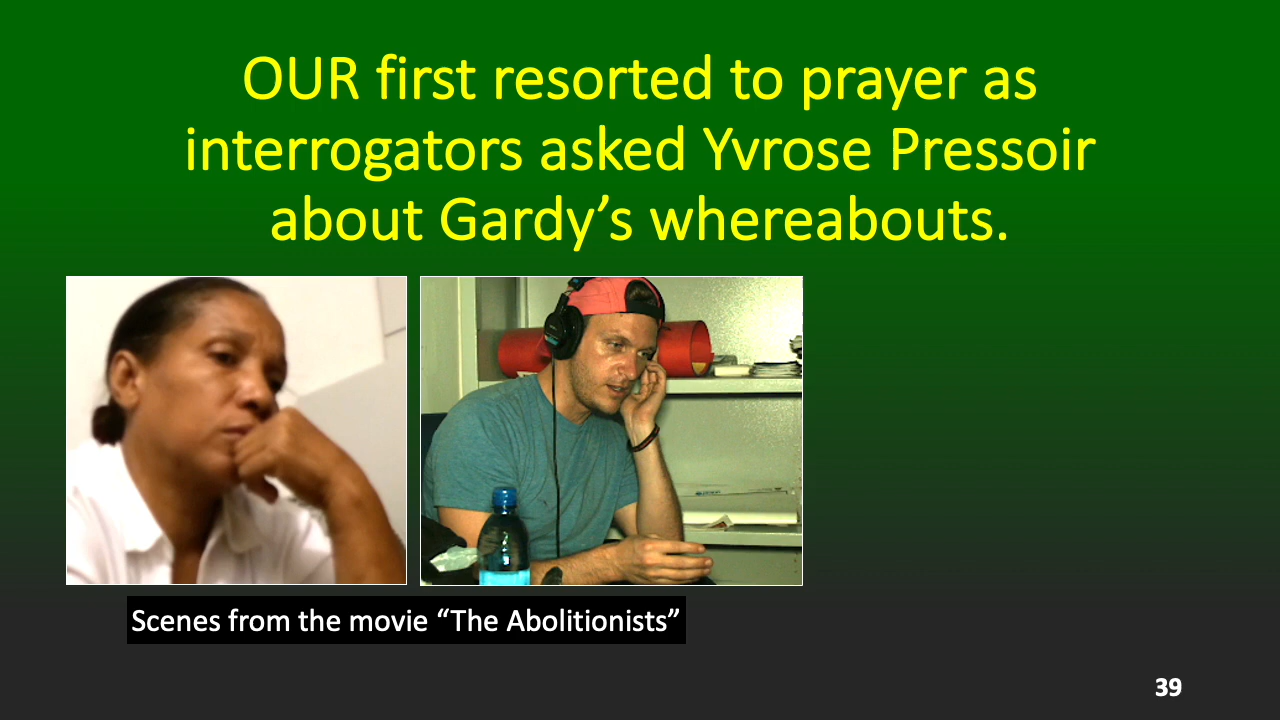 OUR first resorted to prayer as
interrogators asked Yvrose Pressoir
about Gardy’s whereabouts.
Scenes from the movie “The Abolitionists”
39